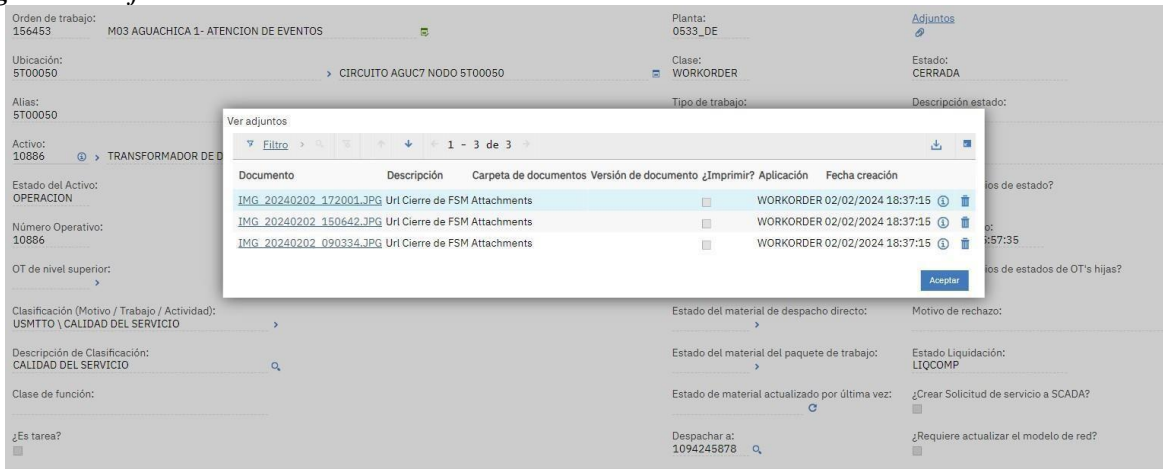 Orden de trabajo:
156453 M03 AGUACHICA 1- ATENCION DE EVENTOS
Planta:
0533_DE
Adjuntos
Ubicación:
5T00050 CIRCUITO AGUC7 NODO 5T00050
Clase:
WORKORDER
Estado:
CERRADA
Alias:
5T00050
Tipo de trabajo:
Descripción estado:
Activo:
10886 TRANSFORMADOR DE D
Estado del Activo:
OPERACION
ios de estado?
Número Operativo:
10886
:57:35
OT de nivel superior:
ios de estados de OT's hijas?
Ver adjuntos
Filtro 1 - 3 de 3
Documento Descripción Carpeta de documentos Versión de documento ¿Imprimir? Aplicación Fecha creación
IMG_20240202_172001.JPG Url Cierre de FSM Attachments WORKORDER 02/02/2024 18:37:15
IMG_20240202_150642.JPG Url Cierre de FSM Attachments WORKORDER 02/02/2024 18:37:15
IMG_20240202_090334.JPG Url Cierre de FSM Attachments WORKORDER 02/02/2024 18:37:15
Aceptar
Clasificación (Motivo / Trabajo / Actividad):
USMTTO \ CALIDAD DEL SERVICIO
Estado del material de despacho directo:
Motivo de rechazo:
Descripción de Clasificación:
CALIDAD DEL SERVICIO
Estado del material del paquete de trabajo:
Estado Liquidación:
LIQCOMP
Clase de función:
Estado de material actualizado por última vez:
¿Crear Solicitud de servicio a SCADA?
¿Es tarea?
Despachar a:
1094245878
¿Requiere actualizar el modelo de red?